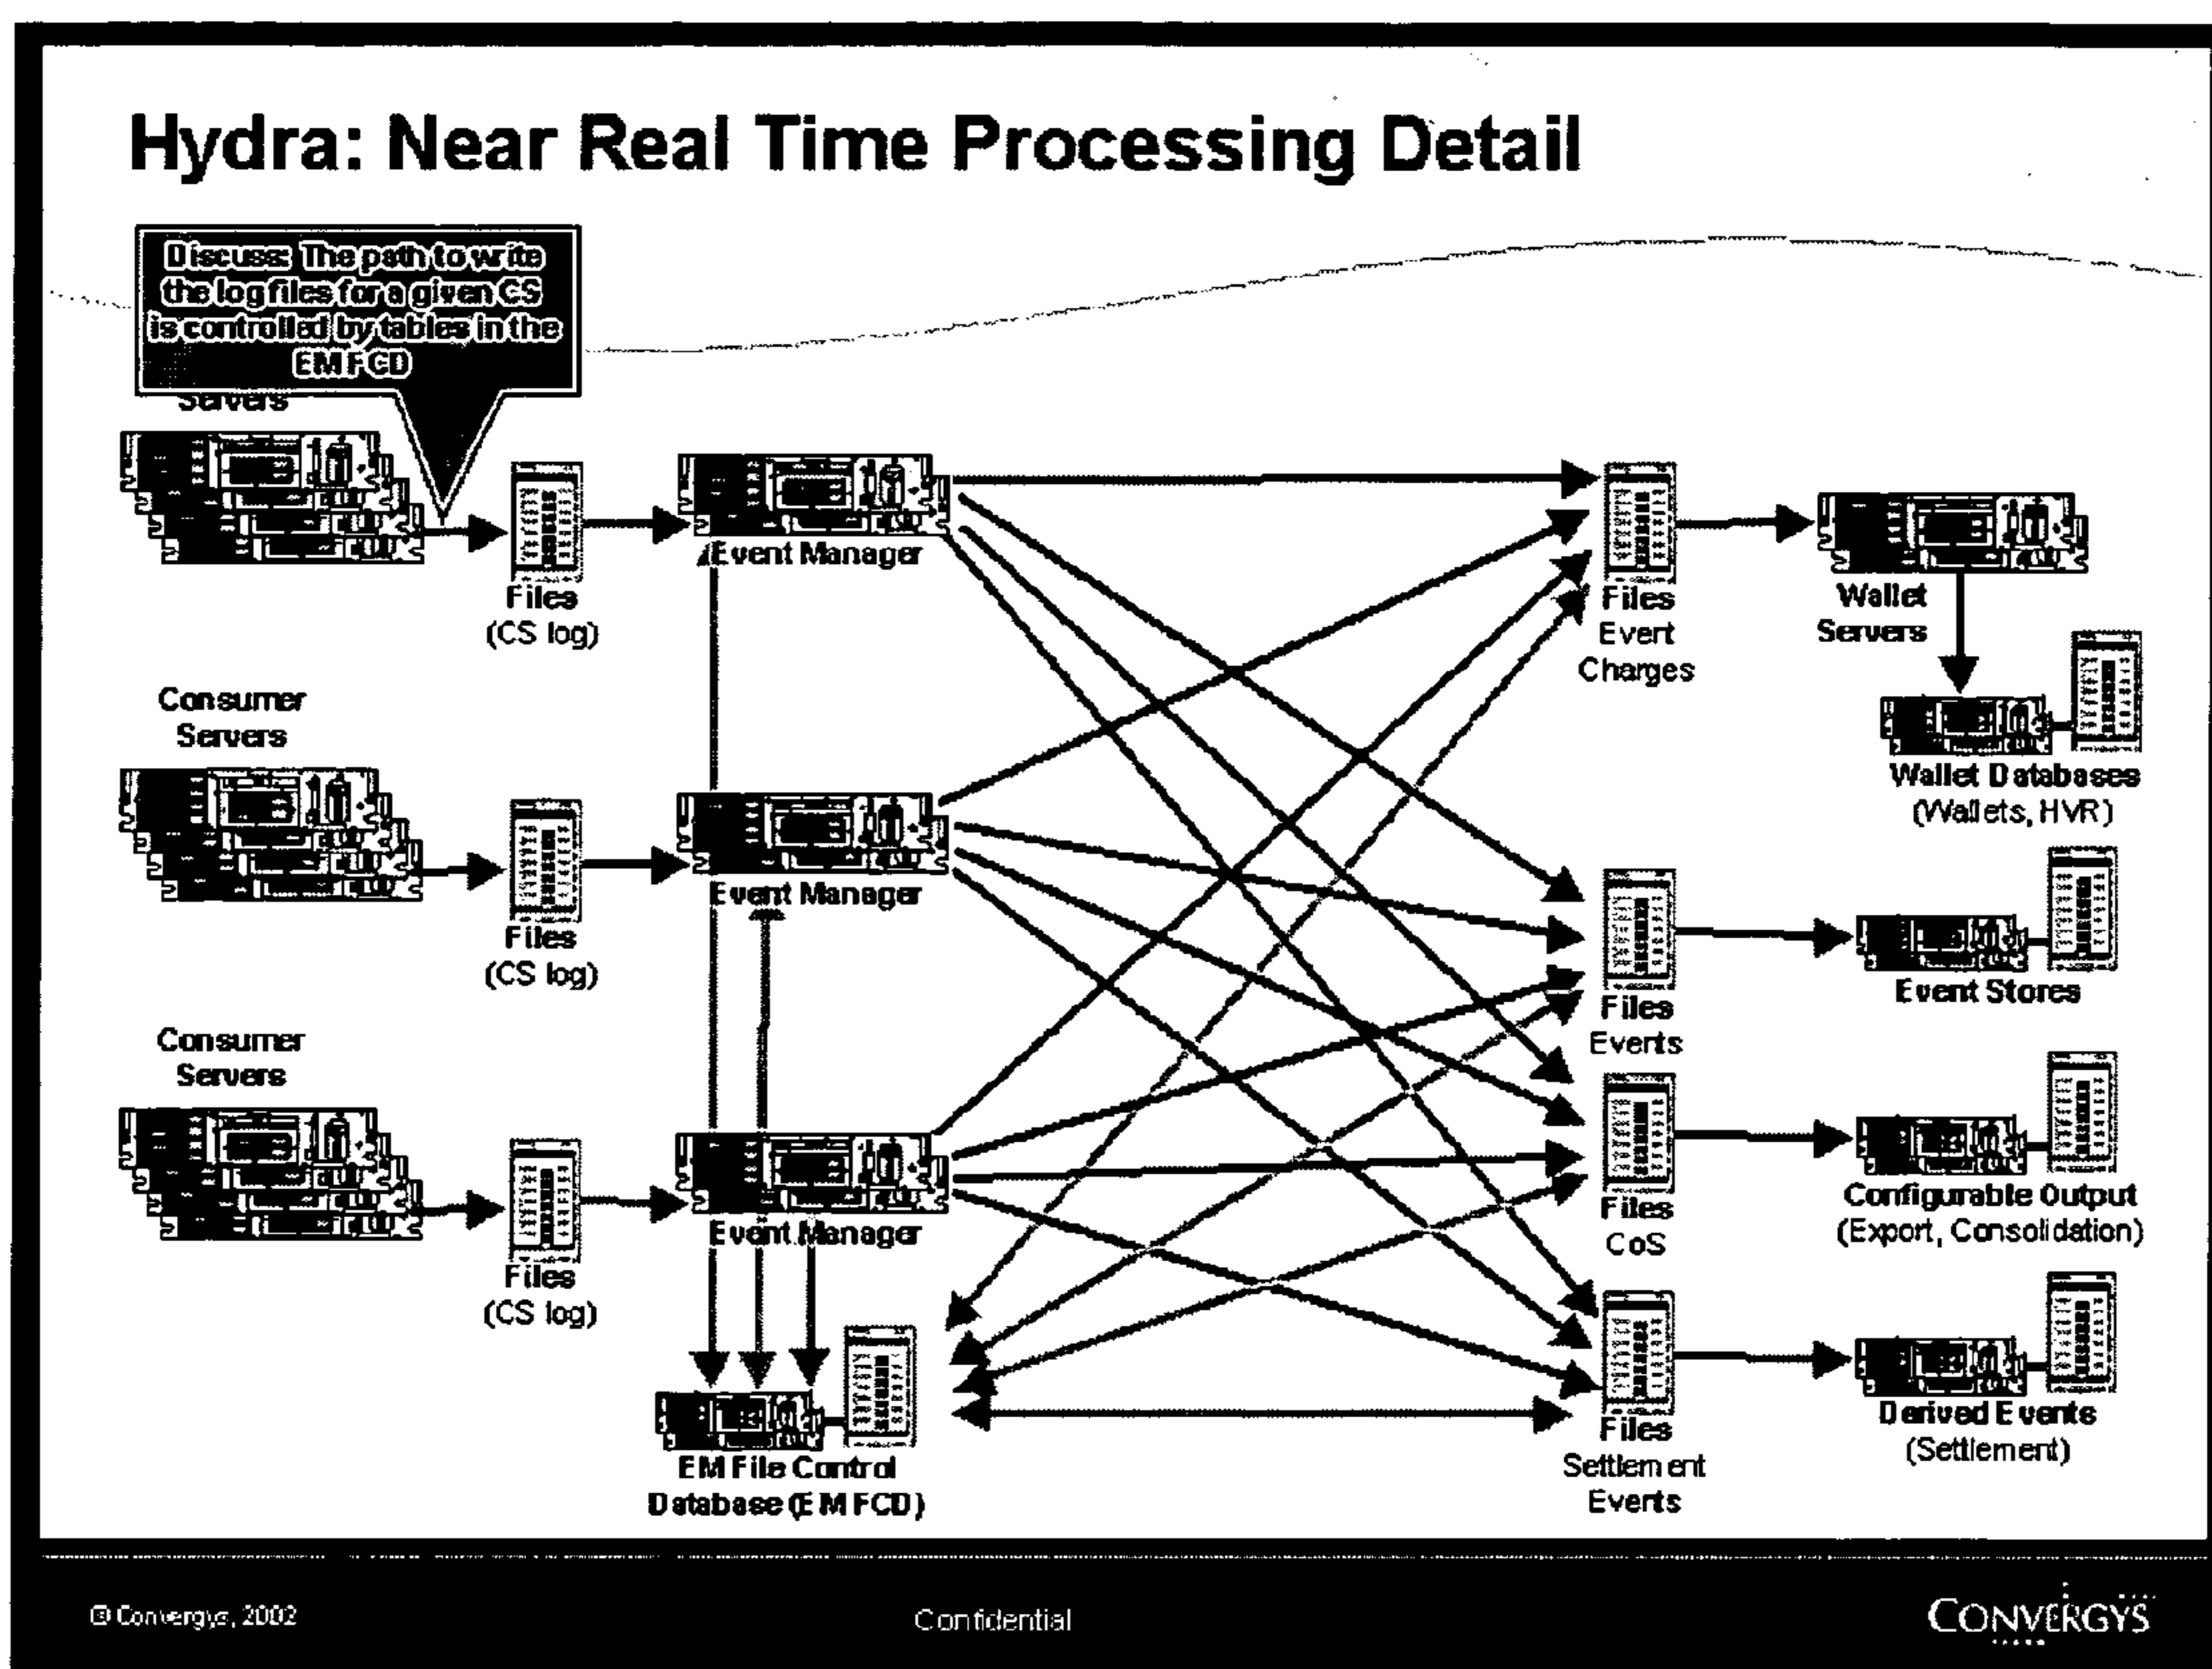 Hydra: Near Real Time Processing Detail
Discuss: The path to write
the log files for a given CS
is controlled by tables in the
EM FCD
Servers
Files
(CS log)
Event Manager
Files
Event
Charges
Wallet
Servers
Wallet Databases
(Wallets, HVR)
Consumer
Servers
Files
(CS log)
Event Manager
Files
Events
Event Stores
Consumer
Servers
Files
(CS log)
Event Manager
Files
CoS
Configurable Output
(Export, Consolidation)
EM File Control
Database (EM FCD)
Files
Settlement
Events
Derived Events
(Settlement)
© Convergys, 2002
Confidential
CONVERGYS